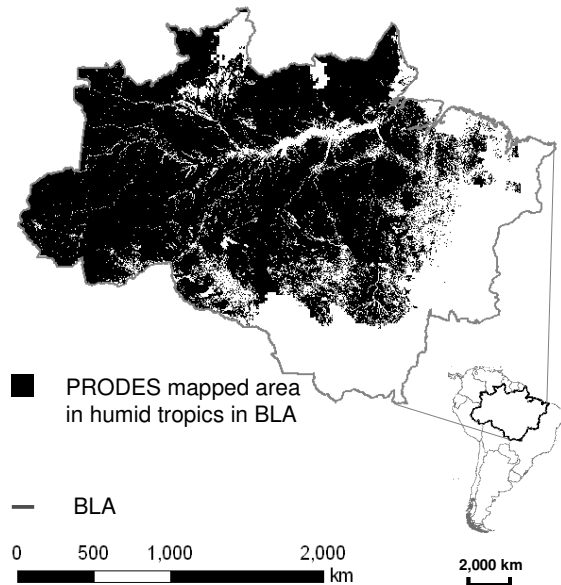 PRODES mapped area
in humid tropics in BLA
BLA
0 500 1,000 2,000
km
2,000 km